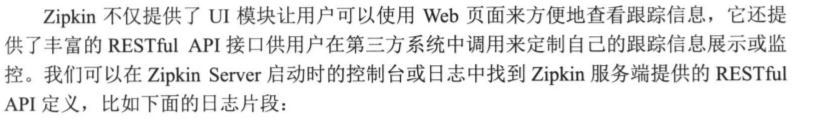 Zipkin 不仅提供了 UI 模块让用户可以使用 Web 页面来方便地查看跟踪信息，它还提
供了丰富的 RESTful API 接口供用户在第三方系统中调用来定制自己的跟踪信息展示或监
控。我们可以在 Zipkin Server 启动时的控制台或日志中找到 Zipkin 服务端提供的 RESTful
API 定义，比如下面的日志片段：